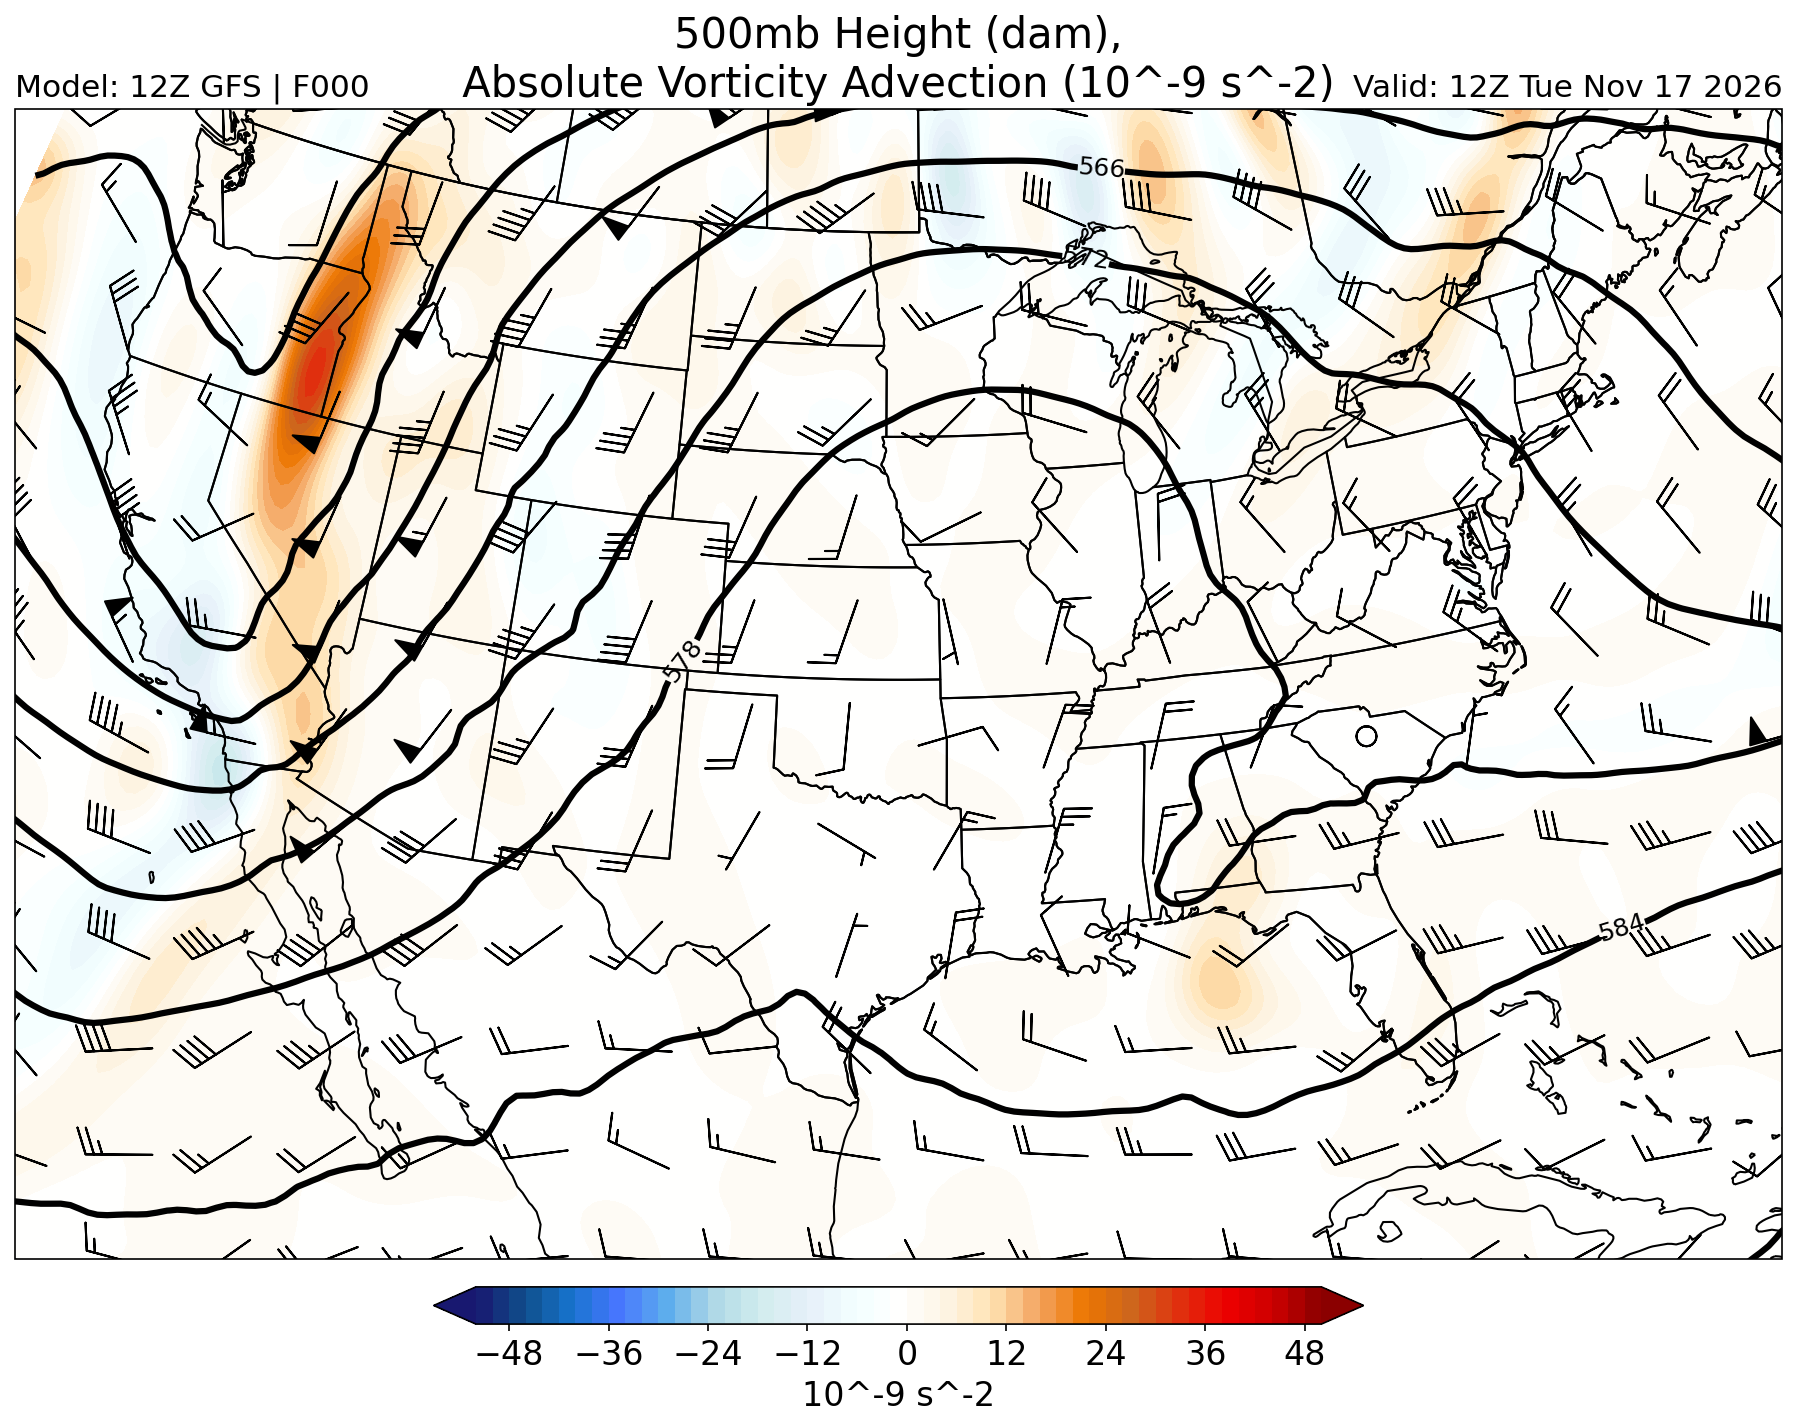 500mb Height (dam),
Absolute Vorticity Advection (10^-9 s^-2)
Model: 12Z GFS | F000
Valid: 12Z Tue Nov 17 2026
566
578
584
−48 −36 −24 −12 0 12 24 36 48
10^-9 s^-2